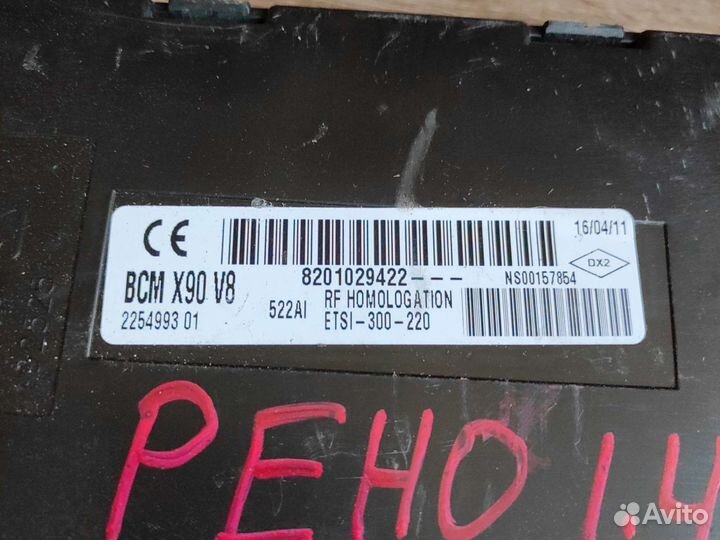 CE
16/04/11
DX2
8201029422---
NS00157854
BCM X90 V8
2254993 01
522AI
RF HOMOLOGATION
ETSI-300-220
РЕНО 1,4
Avito